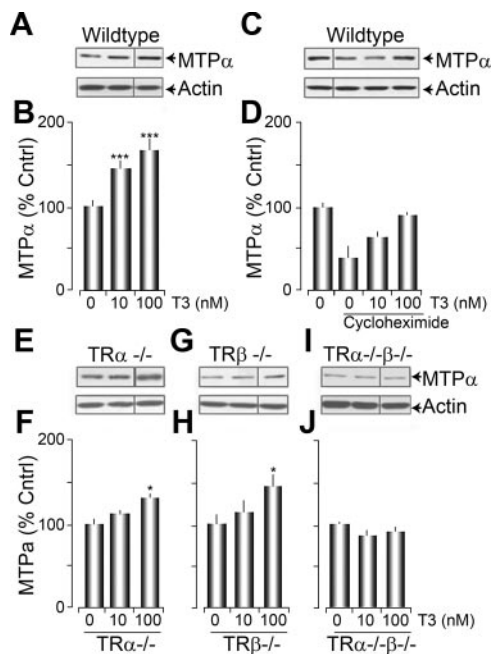 A
Wildtype
MTPα
Actin
B
MTPα (% Cntrl)
200
100
0
***
***
0 10 100 T3 (nM)
C
Wildtype
MTPα
Actin
D
MTPα (% Cntrl)
200
100
0
0 0 10 100 T3 (nM)
Cycloheximide
E TRα -/- G TRβ -/- I TRα-/-β-/-
MTPα
Actin
F H J
MTPa (% Cntrl)
200
100
0
*
*
0 10 100 0 10 100 0 10 100 T3 (nM)
TRα-/- TRβ-/- TRα-/-β-/-